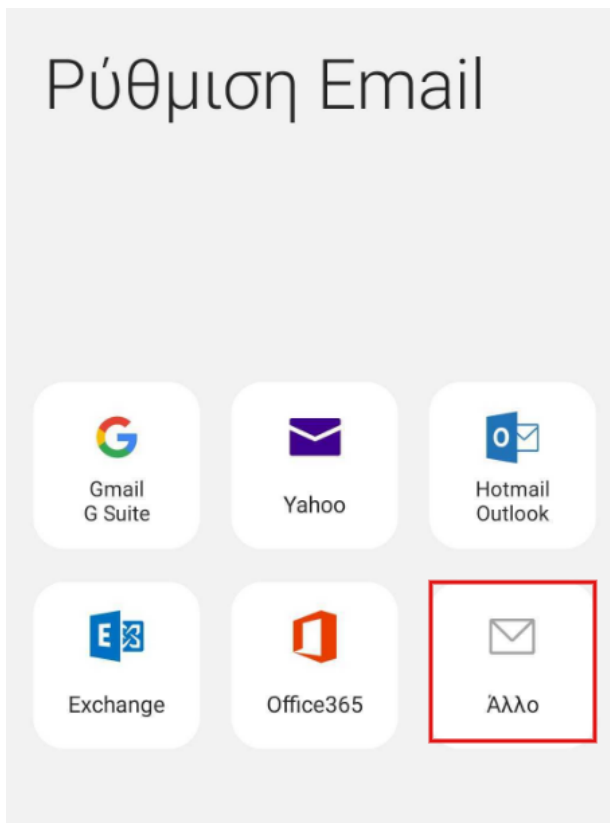 Ρύθμιση Email
Gmail
G Suite
Yahoo
Hotmail
Outlook
Exchange
Office365
Άλλο